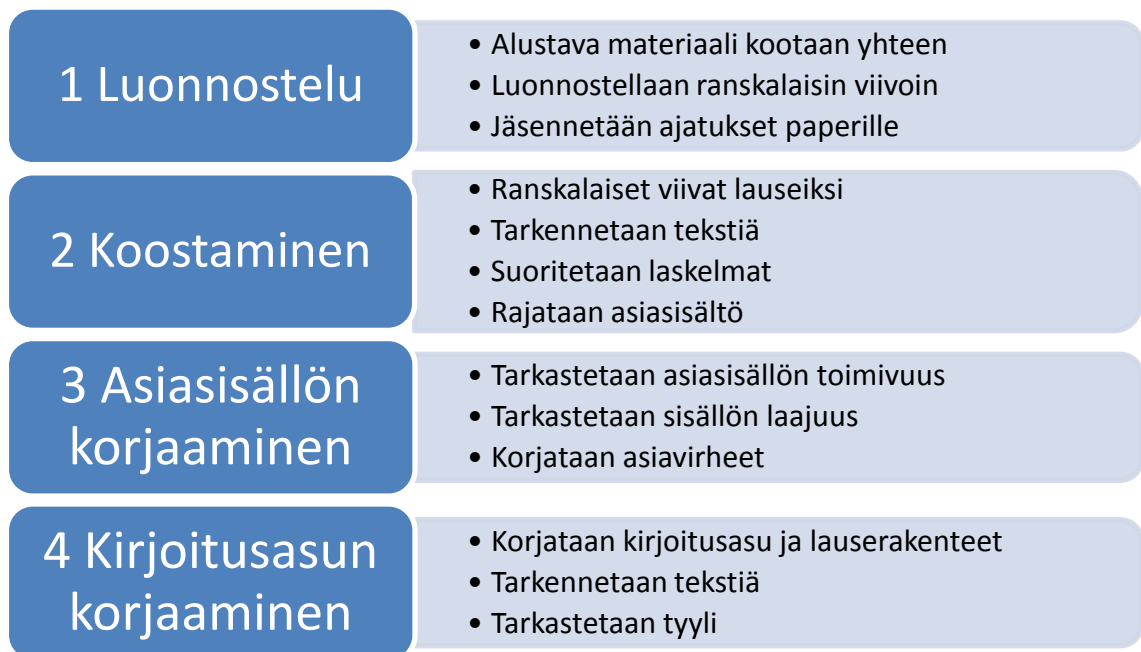 1 Luonnostelu
• Alustava materiaali kootaan yhteen
• Luonnostellaan ranskalaisin viivoin
• Jäsennetään ajatukset paperille
2 Koostaminen
• Ranskalaiset viivat lauseiksi
• Tarkennetaan tekstiä
• Suoritetaan laskelmat
• Rajataan asiasisältö
3 Asiasisällön
korjaaminen
• Tarkastetaan asiasisällön toimivuus
• Tarkastetaan sisällön laajuus
• Korjataan asiavirheet
4 Kirjoitusasun
korjaaminen
• Korjataan kirjoitusasu ja lauserakenteet
• Tarkennetaan tekstiä
• Tarkastetaan tyyli